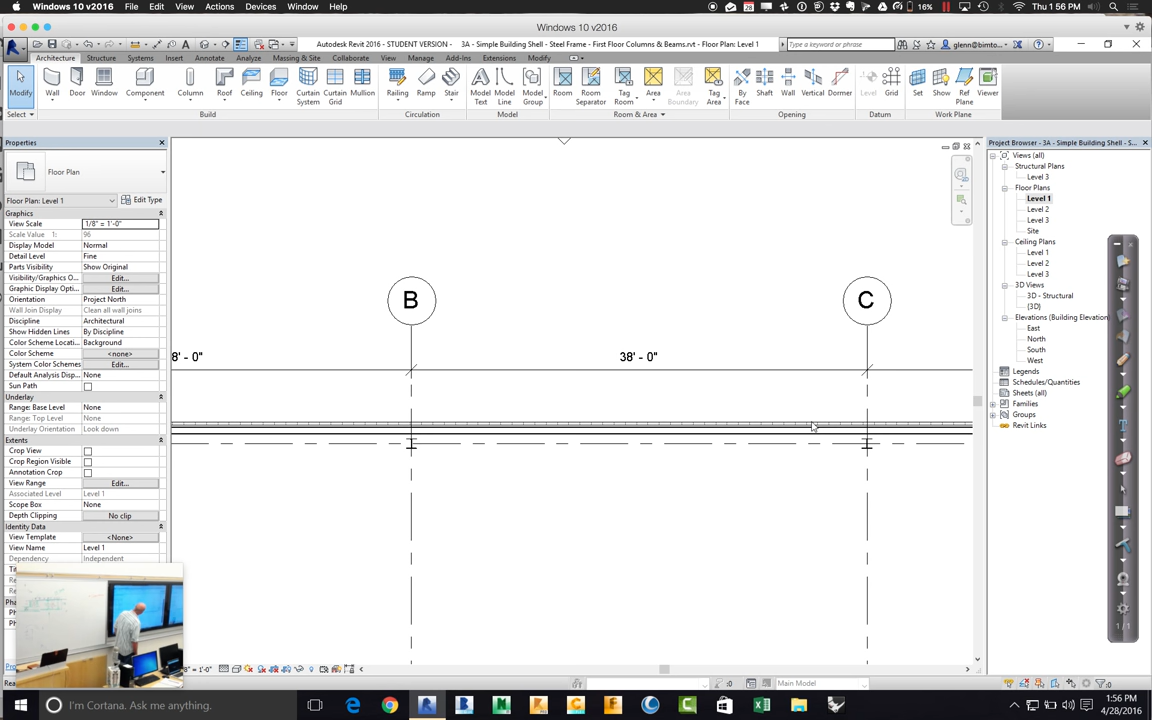 Windows 10 v2016 File Edit View Actions Devices Window Help 28 16% Thu 1:56 PM
Windows 10 v2016
Autodesk Revit 2016 - STUDENT VERSION - 3A - Simple Building Shell - Steel Frame - First Floor Columns & Beams.rvt - Floor Plan: Level 1 Type a keyword or phrase glenn@bimto...
Architecture Structure Systems Insert Annotate Analyze Massing & Site Collaborate View Manage Add-Ins Extensions Modify
Modify Wall Door Window Component Column Roof Ceiling Floor Curtain System Curtain Grid Mullion Railing Ramp Stair Model Text Model Line Model Group Room Room Separator Tag Room Area Area Boundary Tag Area By Face Shaft Wall Vertical Dormer Level Grid Set Show Ref Plane Viewer
Select Build Circulation Model Room & Area Opening Datum Work Plane
Properties
Floor Plan
Floor Plan: Level 1 Edit Type
Graphics
View Scale 1/8" = 1'-0"
Scale Value 1: 96
Display Model Normal
Detail Level Fine
Parts Visibility Show Original
Visibility/Graphics O... Edit...
Graphic Display Opti... Edit...
Orientation Project North
Wall Join Display Clean all wall joins
Discipline Architectural
Show Hidden Lines By Discipline
Color Scheme Locati... Background
Color Scheme <none>
System Color Schemes Edit...
Default Analysis Disp... None
Sun Path
Underlay
Range: Base Level None
Range: Top Level None
Underlay Orientation Look down
Extents
Crop View
Crop Region Visible
Annotation Crop
View Range Edit...
Associated Level Level 1
Scope Box None
Depth Clipping No clip
Identity Data
View Template <None>
View Name Level 1
Dependency Independent
B
C
8' - 0"
38' - 0"
Project Browser - 3A - Simple Building Shell - S...
Views (all)
Structural Plans
Level 3
Floor Plans
Level 1
Level 2
Level 3
Site
Ceiling Plans
Level 1
Level 2
Level 3
3D Views
3D - Structural
{3D}
Elevations (Building Elevation
East
North
South
West
Legends
Schedules/Quantities
Sheets (all)
Families
Groups
Revit Links
1 / 1
/8" = 1'-0"
:0 Main Model :0
I'm Cortana. Ask me anything.
1:56 PM
4/28/2016